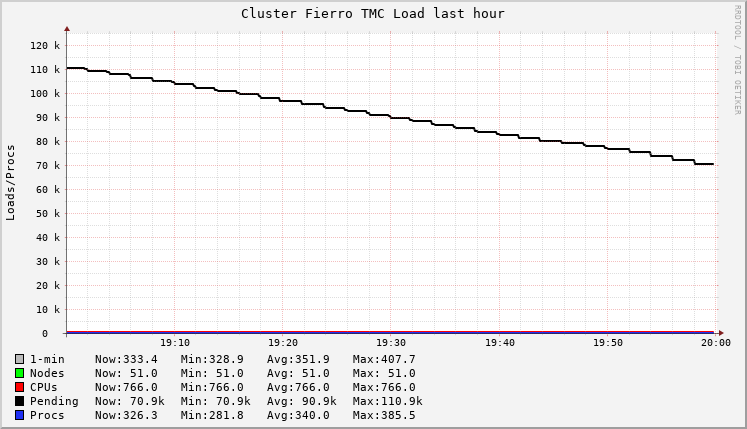 Cluster Fierro TMC Load last hour
RRDTOOL / TOBI OETIKER
Loads/Procs
120 k
110 k
100 k
90 k
80 k
70 k
60 k
50 k
40 k
30 k
20 k
10 k
0
19:10 19:20 19:30 19:40 19:50 20:00
1-min Now:333.4 Min:328.9 Avg:351.9 Max:407.7
Nodes Now: 51.0 Min: 51.0 Avg: 51.0 Max: 51.0
CPUs Now:766.0 Min:766.0 Avg:766.0 Max:766.0
Pending Now: 70.9k Min: 70.9k Avg: 90.9k Max:110.9k
Procs Now:326.3 Min:281.8 Avg:340.0 Max:385.5